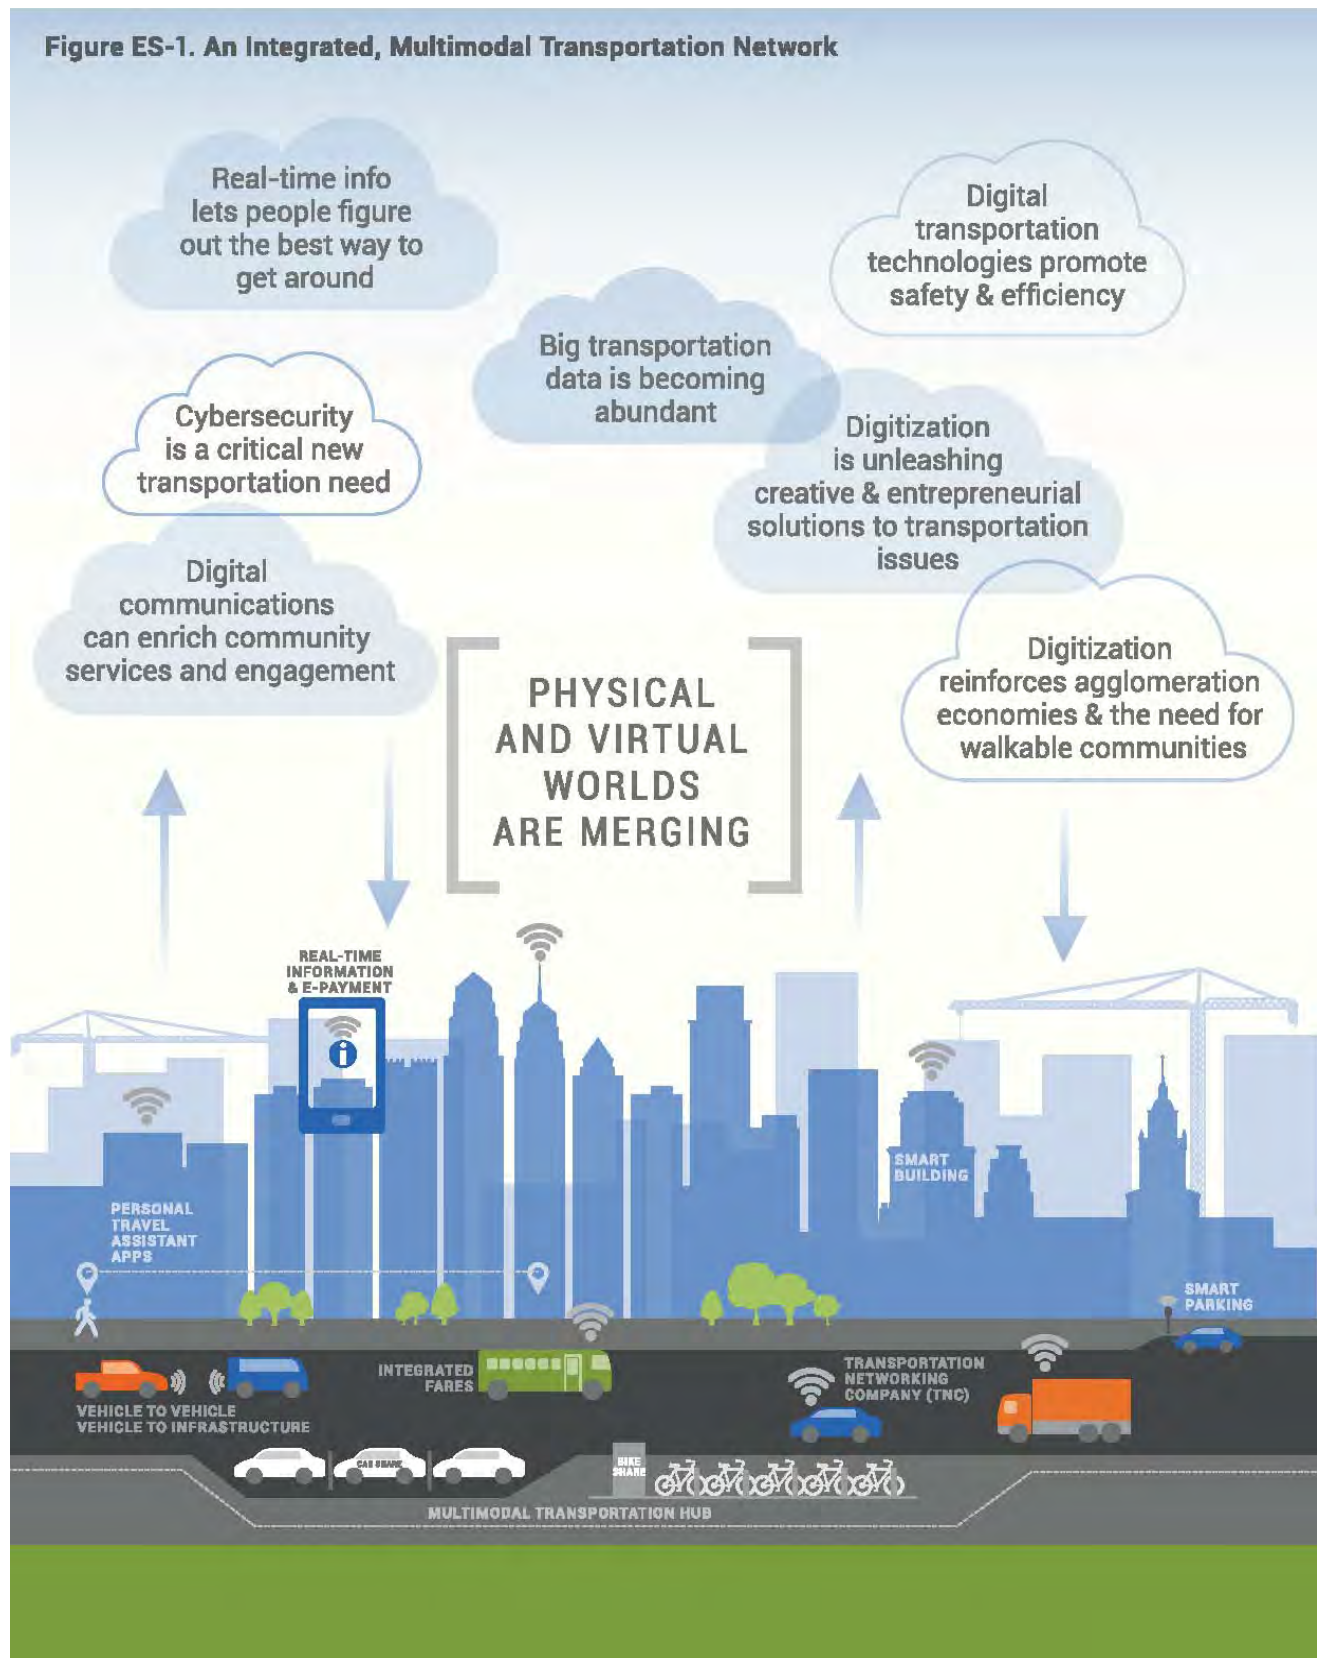 Figure ES-1. An Integrated, Multimodal Transportation Network
Real-time info
lets people figure
out the best way to
get around
Digital
transportation
technologies promote
safety & efficiency
Big transportation
data is becoming
abundant
Cybersecurity
is a critical new
transportation need
Digitization
is unleashing
creative & entrepreneurial
solutions to transportation
issues
Digital
communications
can enrich community
services and engagement
Digitization
reinforces agglomeration
economies & the need for
walkable communities
PHYSICAL
AND VIRTUAL
WORLDS
ARE MERGING
REAL-TIME
INFORMATION
& E-PAYMENT
i
SMART
BUILDING
PERSONAL
TRAVEL
ASSISTANT
APPS
SMART
PARKING
INTEGRATED
FARES
TRANSPORTATION
NETWORKING
COMPANY (TNC)
VEHICLE TO VEHICLE
VEHICLE TO INFRASTRUCTURE
CAR SHARE
BIKE
SHARE
MULTIMODAL TRANSPORTATION HUB